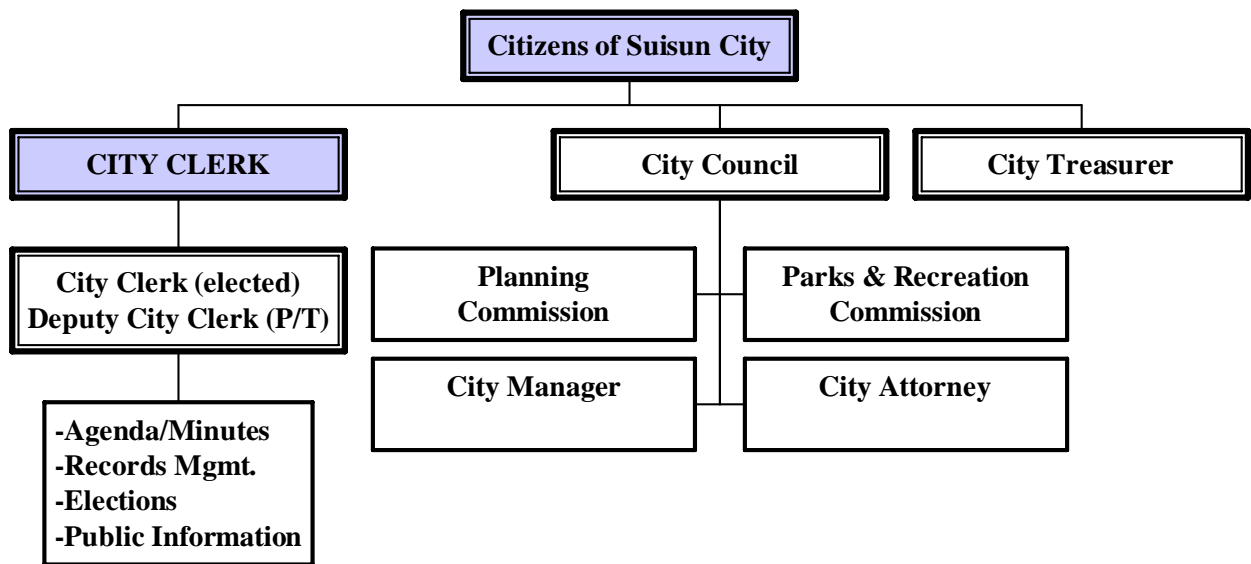 Citizens of Suisun City
CITY CLERK
City Council
City Treasurer
City Clerk (elected)
Deputy City Clerk (P/T)
Planning
Commission
Parks & Recreation
Commission
City Manager
City Attorney
-Agenda/Minutes
-Records Mgmt.
-Elections
-Public Information